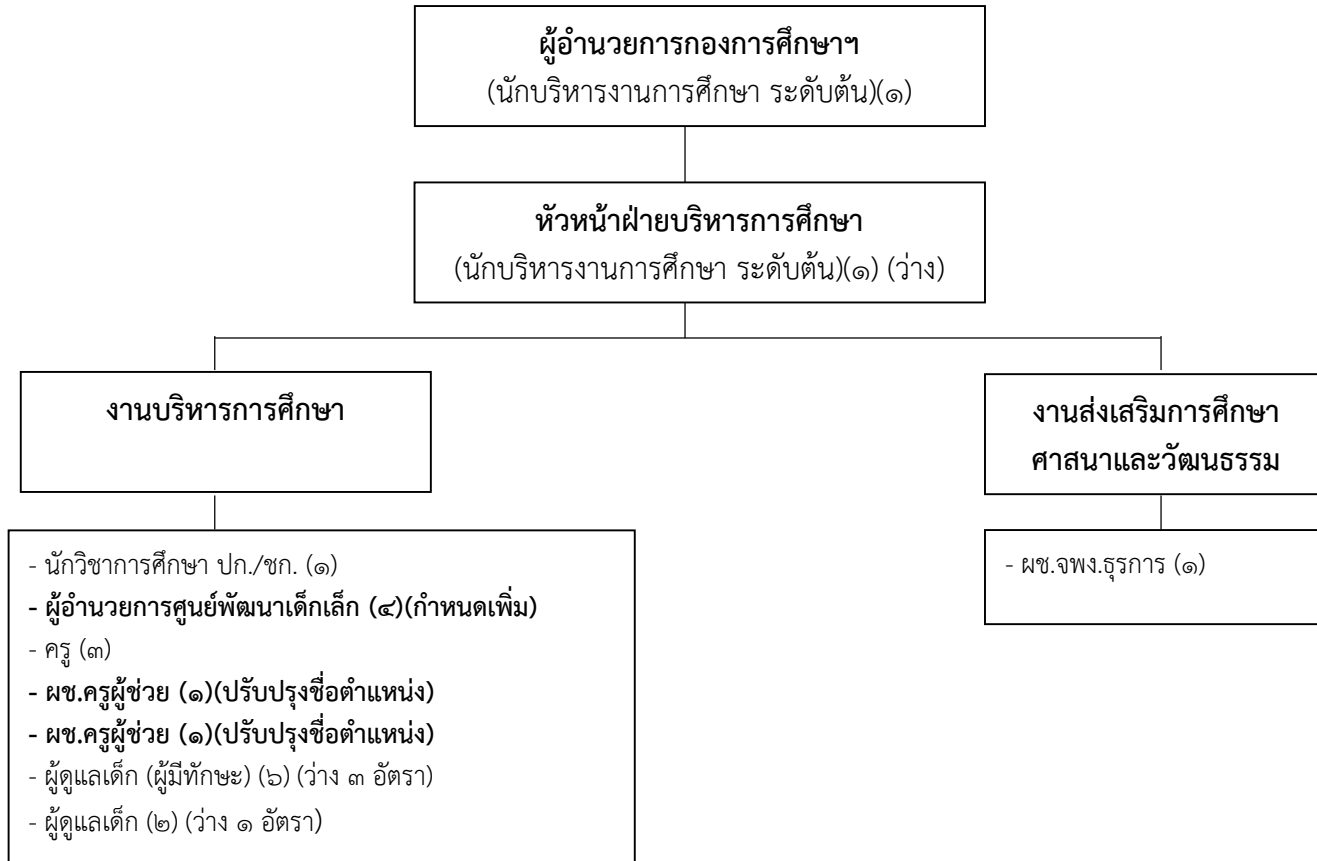 ผู้อำนวยการกองการศึกษาฯ
(นักบริหารงานการศึกษา ระดับต้น)(๑)
หัวหน้าฝ่ายบริหารการศึกษา
(นักบริหารงานการศึกษา ระดับต้น)(๑) (ว่าง)
งานบริหารการศึกษา
งานส่งเสริมการศึกษา
ศาสนาและวัฒนธรรม
- นักวิชาการศึกษา ปก./ชก. (๑)
- ผู้อำนวยการศูนย์พัฒนาเด็กเล็ก (๔)(กำหนดเพิ่ม)
- ครู (๓)
- ผช.ครูผู้ช่วย (๑)(ปรับปรุงชื่อตำแหน่ง)
- ผช.ครูผู้ช่วย (๑)(ปรับปรุงชื่อตำแหน่ง)
- ผู้ดูแลเด็ก (ผู้มีทักษะ) (๖) (ว่าง ๓ อัตรา)
- ผู้ดูแลเด็ก (๒) (ว่าง ๑ อัตรา)
- ผช.จพง.ธุรการ (๑)